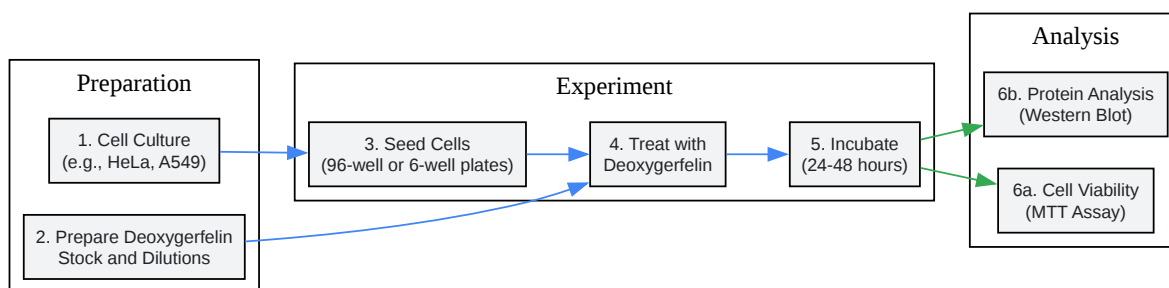 Preparation
1. Cell Culture
(e.g., HeLa, A549)
2. Prepare Deoxygerfelin
Stock and Dilutions
Experiment
3. Seed Cells
(96-well or 6-well plates)
4. Treat with
Deoxygerfelin
5. Incubate
(24-48 hours)
Analysis
6b. Protein Analysis
(Western Blot)
6a. Cell Viability
(MTT Assay)